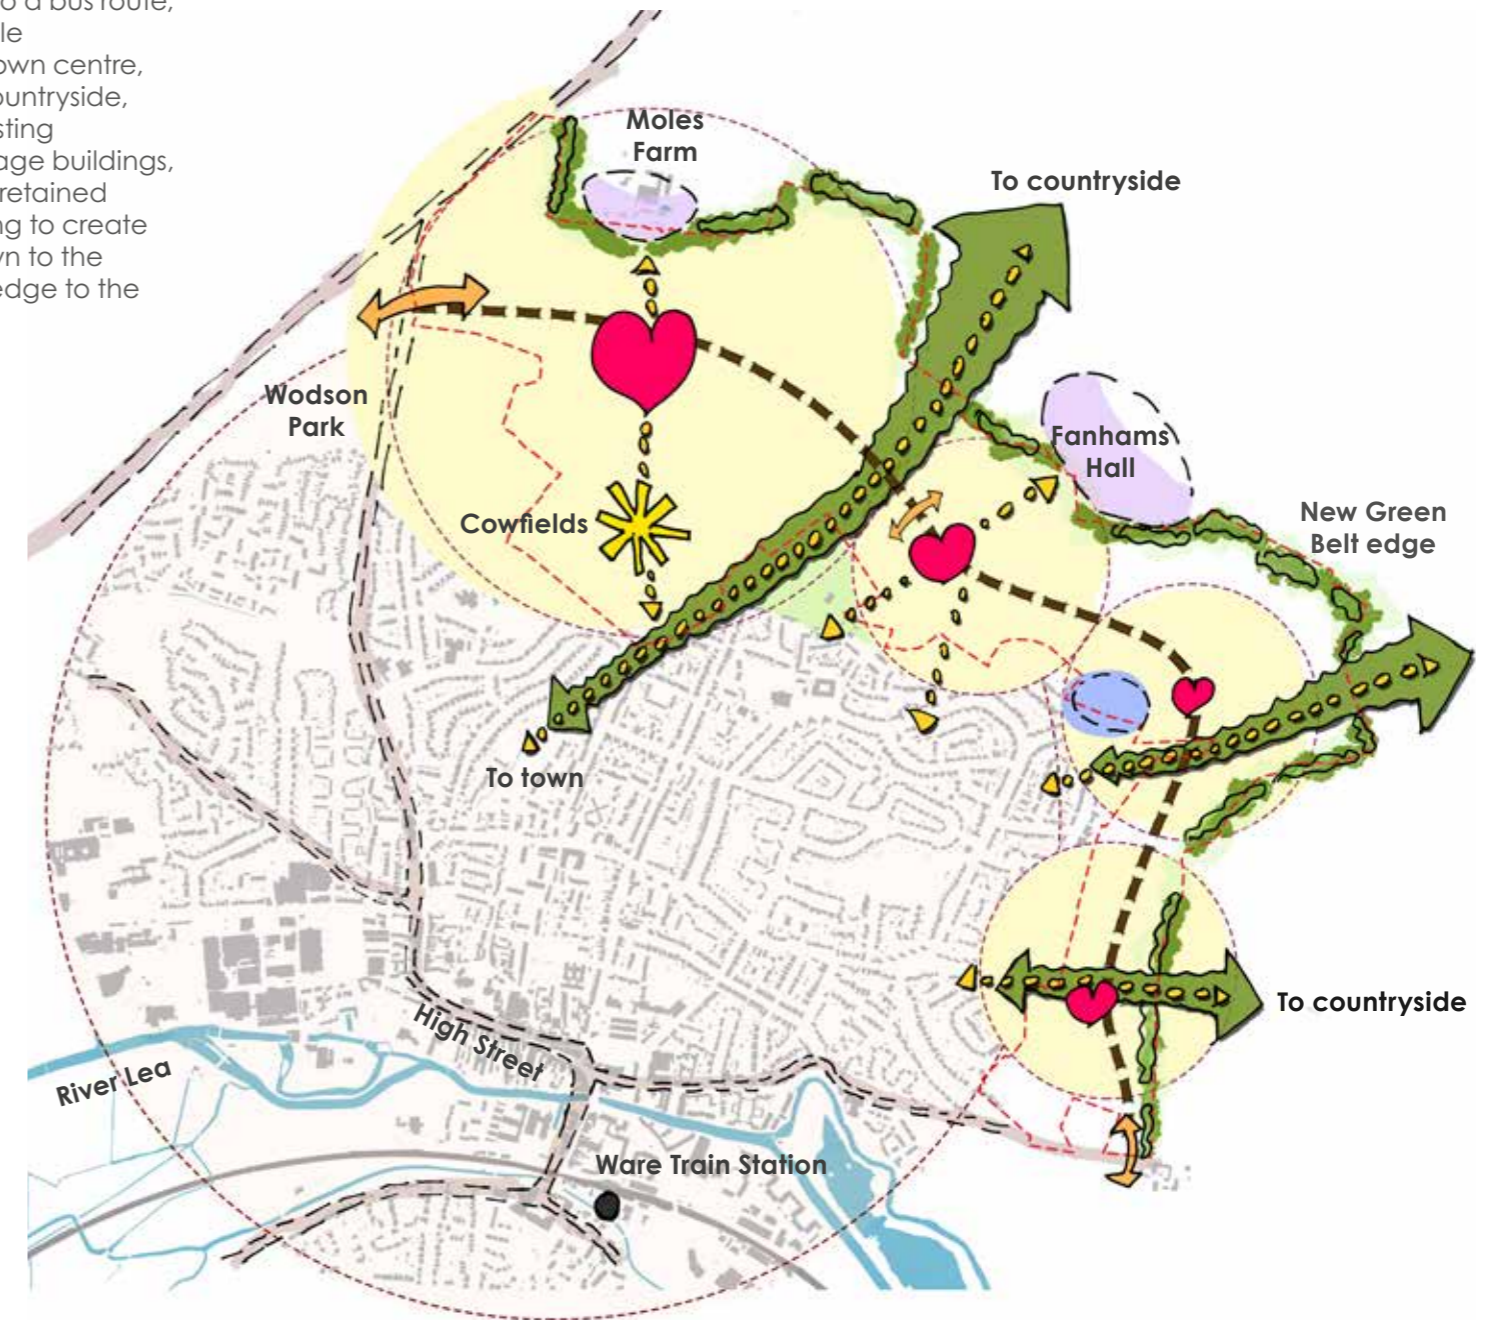 o a bus route,
le
own centre,
ountryside,
sting
age buildings,
retained
ng to create
vn to the
edge to the
Moles
Farm
To countryside
Wodson
Park
Fanhams
Hall
Cowfields
New Green
Belt edge
To town
To countryside
High Street
River Lea
Ware Train Station